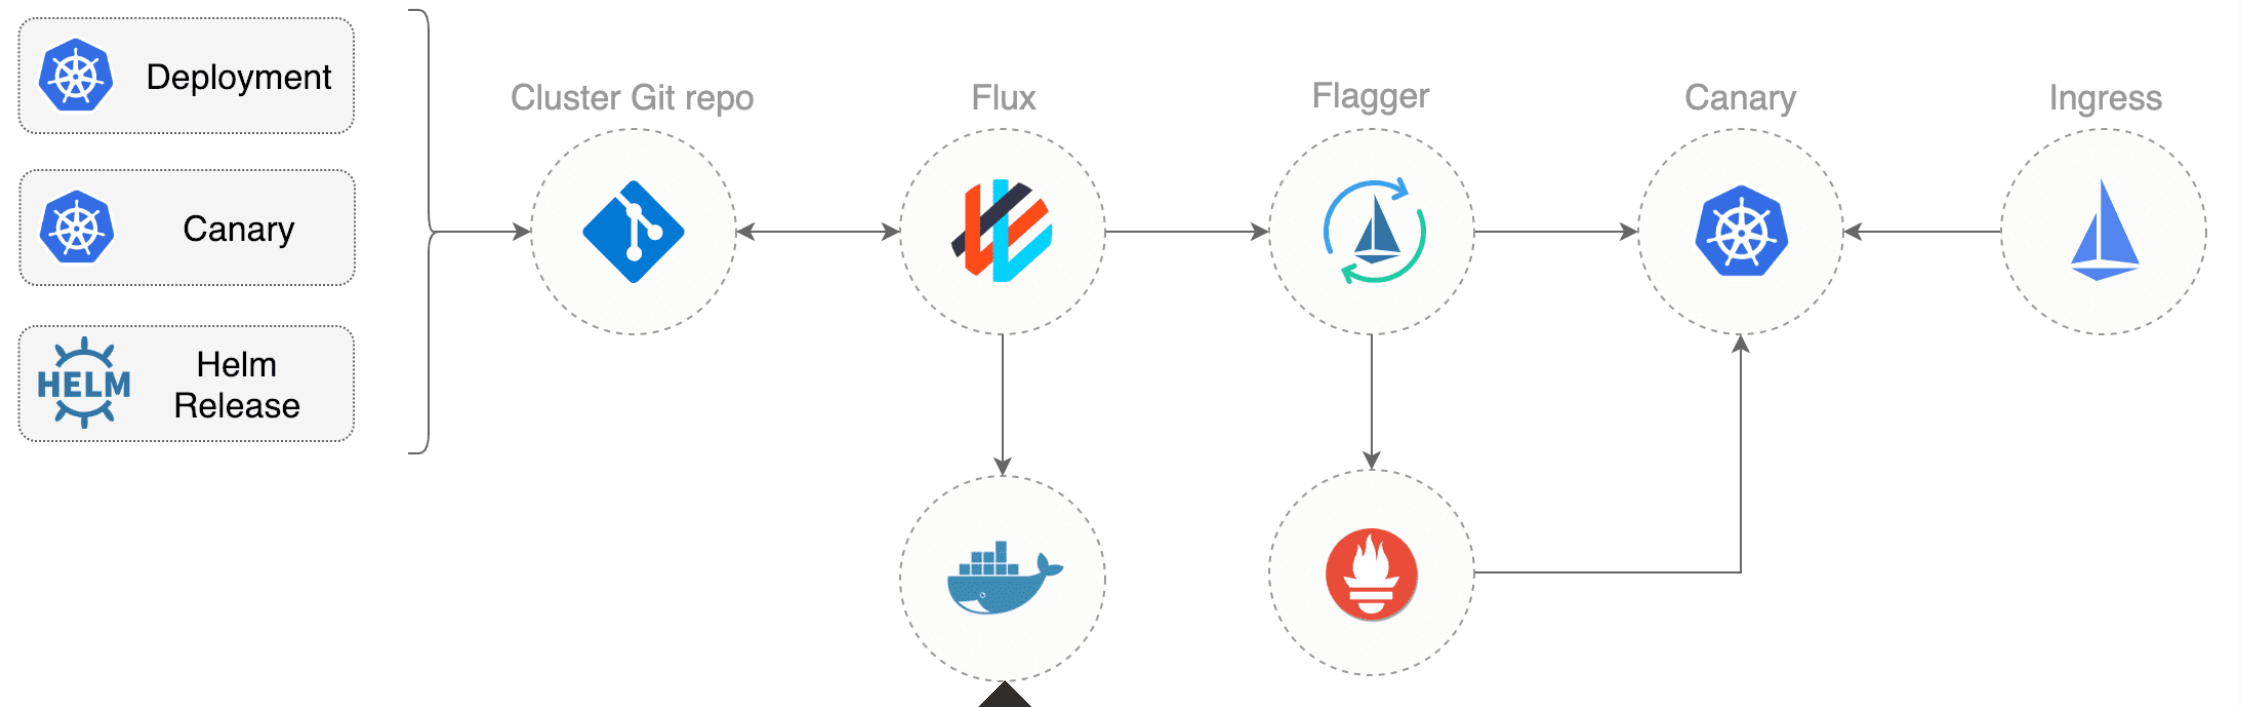 Deployment
Canary
HELM
Helm
Release
Cluster Git repo
Flux
Flagger
Canary
Ingress